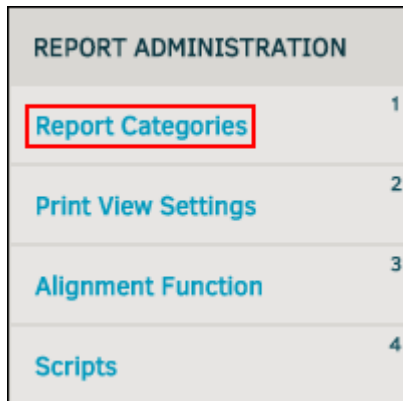 REPORT ADMINISTRATION
Report Categories 1
Print View Settings 2
Alignment Function 3
Scripts 4